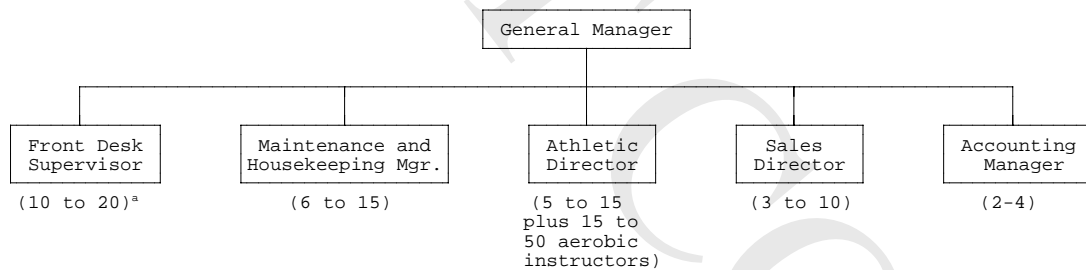 General Manager
Front Desk
Supervisor
(10 to 20)ᵃ
Maintenance and
Housekeeping Mgr.
(6 to 15)
Athletic
Director
(5 to 15
plus 15 to
50 aerobic
instructors)
Sales
Director
(3 to 10)
Accounting
Manager
(2-4)